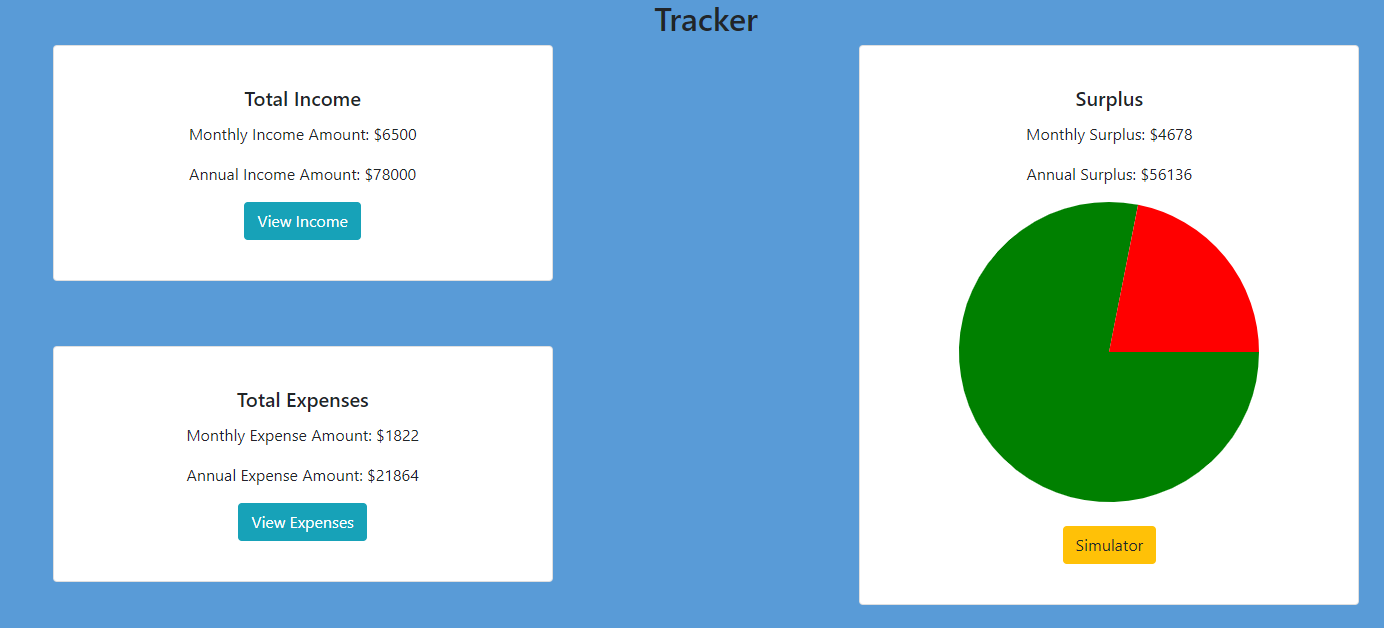 Tracker
Total Income
Monthly Income Amount: $6500
Annual Income Amount: $78000
View Income
Total Expenses
Monthly Expense Amount: $1822
Annual Expense Amount: $21864
View Expenses
Surplus
Monthly Surplus: $4678
Annual Surplus: $56136
Simulator